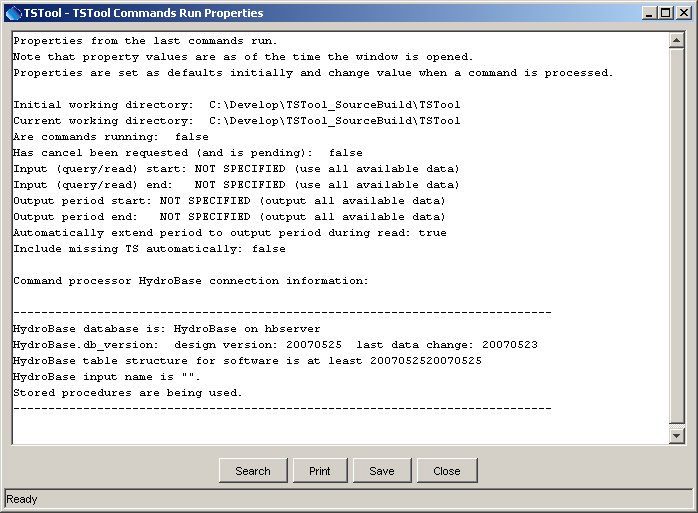 TSTool - TSTool Commands Run Properties
Properties from the last commands run.
Note that property values are as of the time the window is opened.
Properties are set as defaults initially and change value when a command is processed.
Initial working directory:  C:\Develop\TSTool_SourceBuild\TSTool
Current working directory:  C:\Develop\TSTool_SourceBuild\TSTool
Are commands running:  false
Has cancel been requested (and is pending):  false
Input (query/read) start: NOT SPECIFIED (use all available data)
Input (query/read) end:   NOT SPECIFIED (use all available data)
Output period start: NOT SPECIFIED (output all available data)
Output period end:   NOT SPECIFIED (output all available data)
Automatically extend period to output period during read: true
Include missing TS automatically: false
Command processor HydroBase connection information:
------------------------------------------------------------------------------
HydroBase database is: HydroBase on hbserver
HydroBase.db_version:  design version: 20070525  last data change: 20070523
HydroBase table structure for software is at least 2007052520070525
HydroBase input name is "".
Stored procedures are being used.
------------------------------------------------------------------------------
Search Print Save Close
Ready